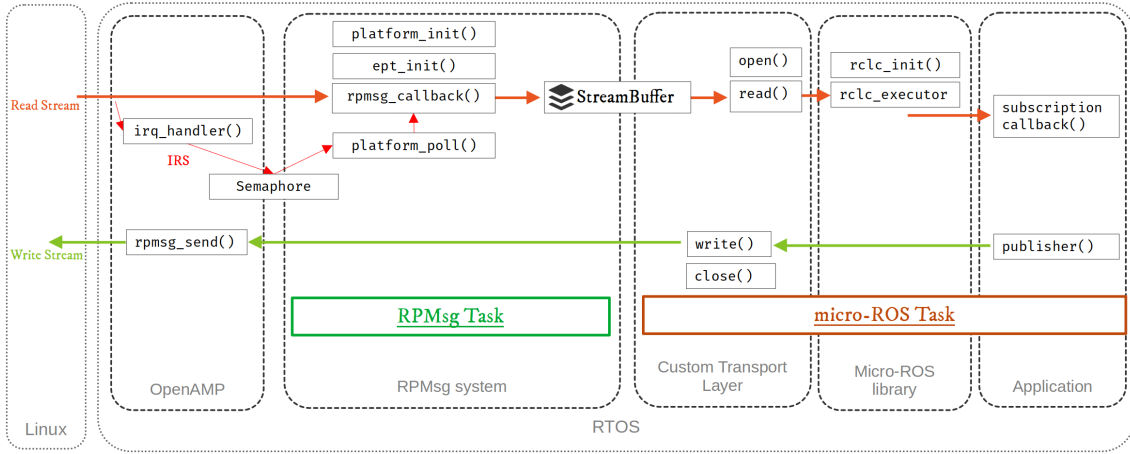 platform_init()
ept_init()
open()
rclc_init()
Read Stream
rpmsg_callback()
StreamBuffer
read()
rclc_executor
subscription
callback()
irq_handler()
platform_poll()
IRS
Semaphore
Write Stream
rpmsg_send()
write()
publisher()
close()
RPMsg Task
micro-ROS Task
OpenAMP
RPMsg system
Custom Transport
Layer
Micro-ROS
library
Application
Linux
RTOS